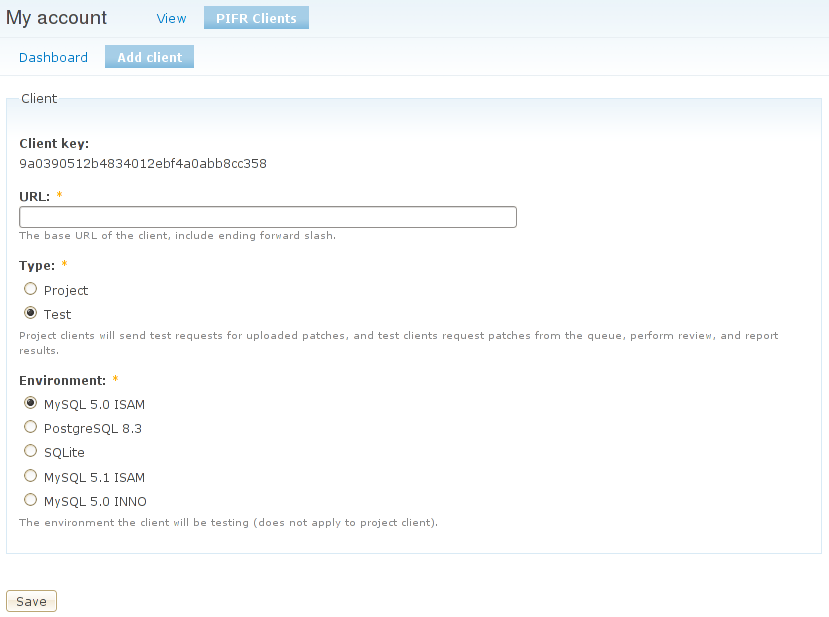 My account View PIFR Clients
Dashboard Add client
Client
Client key:
9a0390512b4834012ebf4a0abb8cc358
URL: *
The base URL of the client, include ending forward slash.
Type: *
Project
Test
Project clients will send test requests for uploaded patches, and test clients request patches from the queue, perform review, and report
results.
Environment: *
MySQL 5.0 ISAM
PostgreSQL 8.3
SQLite
MySQL 5.1 ISAM
MySQL 5.0 INNO
The environment the client will be testing (does not apply to project client).
Save